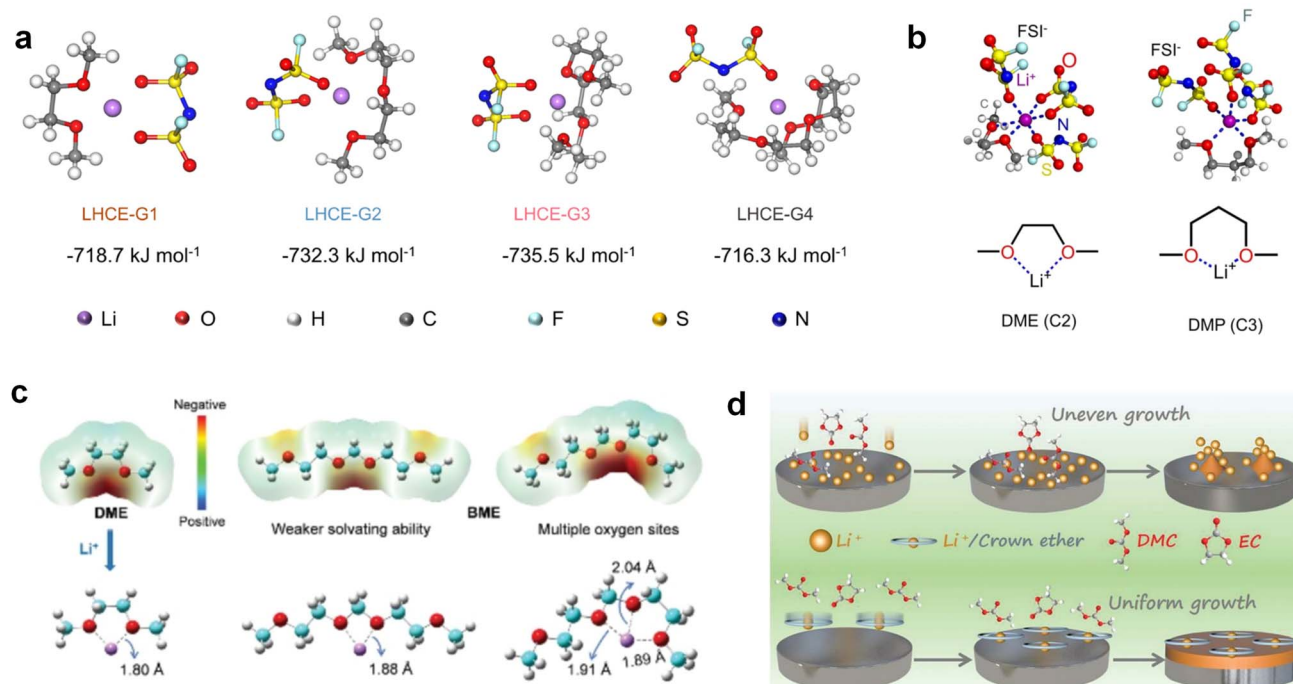 a
LHCE-G1
LHCE-G2
LHCE-G3
LHCE-G4
-718.7 kJ mol⁻¹
-732.3 kJ mol⁻¹
-735.5 kJ mol⁻¹
-716.3 kJ mol⁻¹
Li
O
H
C
F
S
N
b
FSI⁻
O
Li⁺
C
H
N
S
F
FSI⁻
O
O
Li⁺
DME (C2)
O
O
Li⁺
DMP (C3)
c
Negative
Positive
DME
Weaker solvating ability
BME
Multiple oxygen sites
Li⁺
1.80 Å
1.88 Å
2.04 Å
1.91 Å
1.89 Å
d
Uneven growth
Li⁺
Li⁺/Crown ether
DMC
EC
Uniform growth